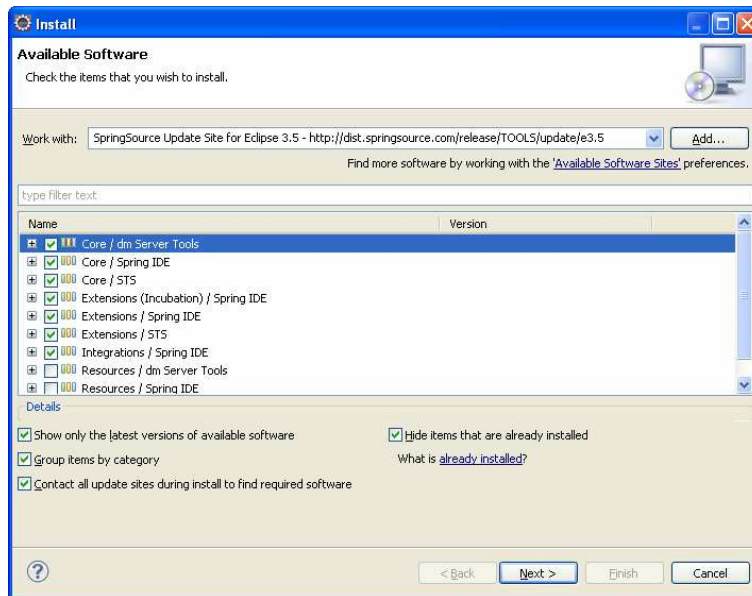 Install
Available Software
Check the items that you wish to install.
Work with: SpringSource Update Site for Eclipse 3.5 - http://dist.springsource.com/release/TOOLS/update/e3.5 Add...
Find more software by working with the 'Available Software Sites' preferences.
type filter text
Name Version
Core / dm Server Tools
Core / Spring IDE
Core / STS
Extensions (Incubation) / Spring IDE
Extensions / Spring IDE
Extensions / STS
Integrations / Spring IDE
Resources / dm Server Tools
Resources / Spring IDE
Details
Show only the latest versions of available software Hide items that are already installed
Group items by category What is already installed?
Contact all update sites during install to find required software
? < Back Next > Finish Cancel